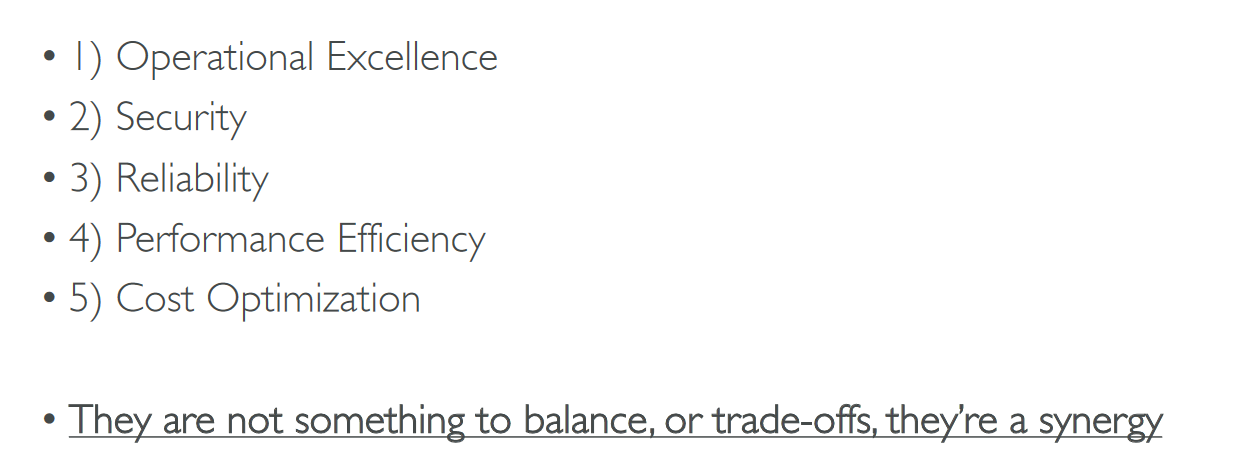 • 1) Operational Excellence
• 2) Security
• 3) Reliability
• 4) Performance Efficiency
• 5) Cost Optimization
• They are not something to balance, or trade-offs, they’re a synergy